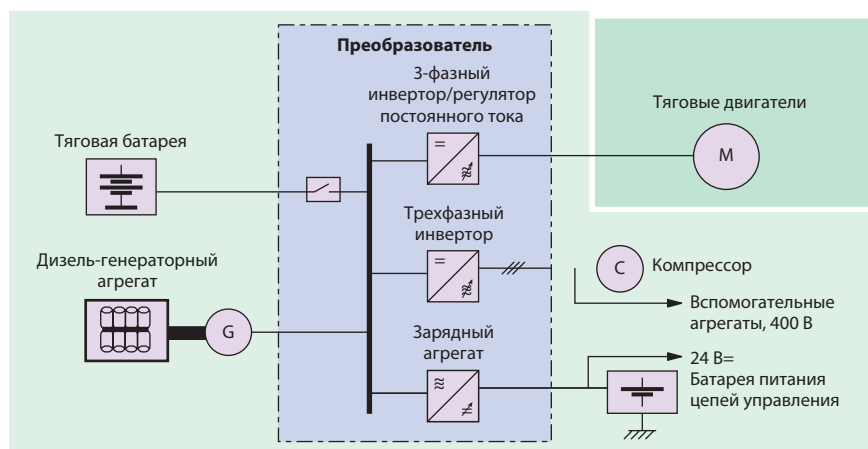 Преобразователь
3-фазный
инвертор/регулятор
постоянного тока
Тяговые двигатели
M
Тяговая батарея
Трехфазный
инвертор
Дизель-генераторный
агрегат
G
C
Компрессор
Вспомогательные
агрегаты, 400 В
Зарядный
агрегат
24 В=
Батарея питания
цепей управления